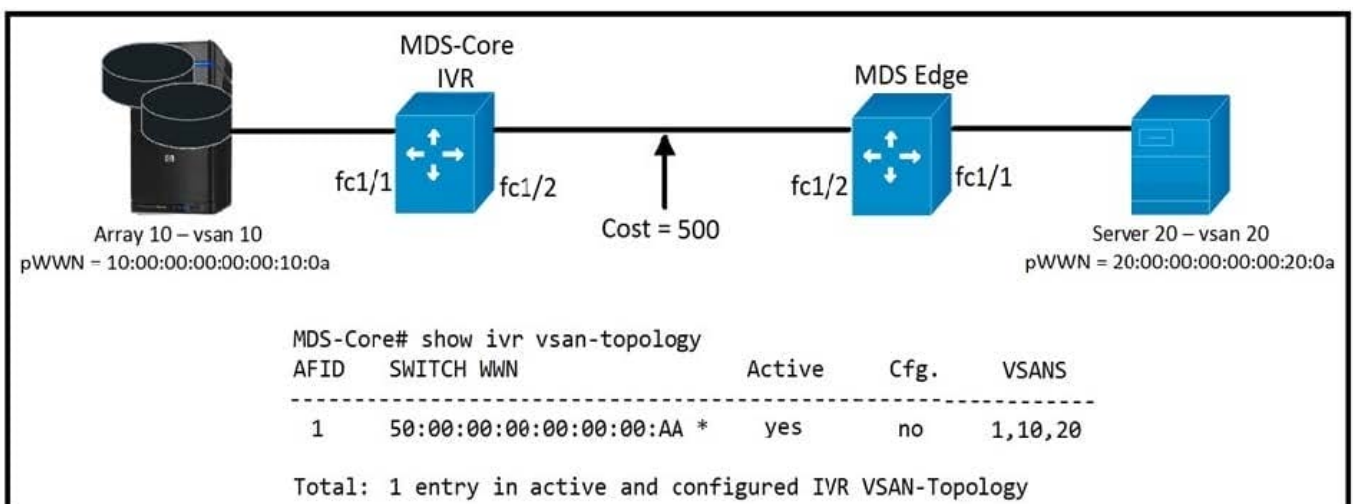 MDS-Core
IVR
MDS Edge
fc1/1
fc1/2
fc1/2
fc1/1
Cost = 500
Array 10 – vsan 10
pWWN = 10:00:00:00:00:00:10:0a
Server 20 – vsan 20
pWWN = 20:00:00:00:00:00:20:0a
MDS-Core# show ivr vsan-topology
AFID SWITCH WWN Active Cfg. VSANS
--------------------------------------------------------------
1 50:00:00:00:00:00:00:AA * yes no 1,10,20
Total: 1 entry in active and configured IVR VSAN-Topology